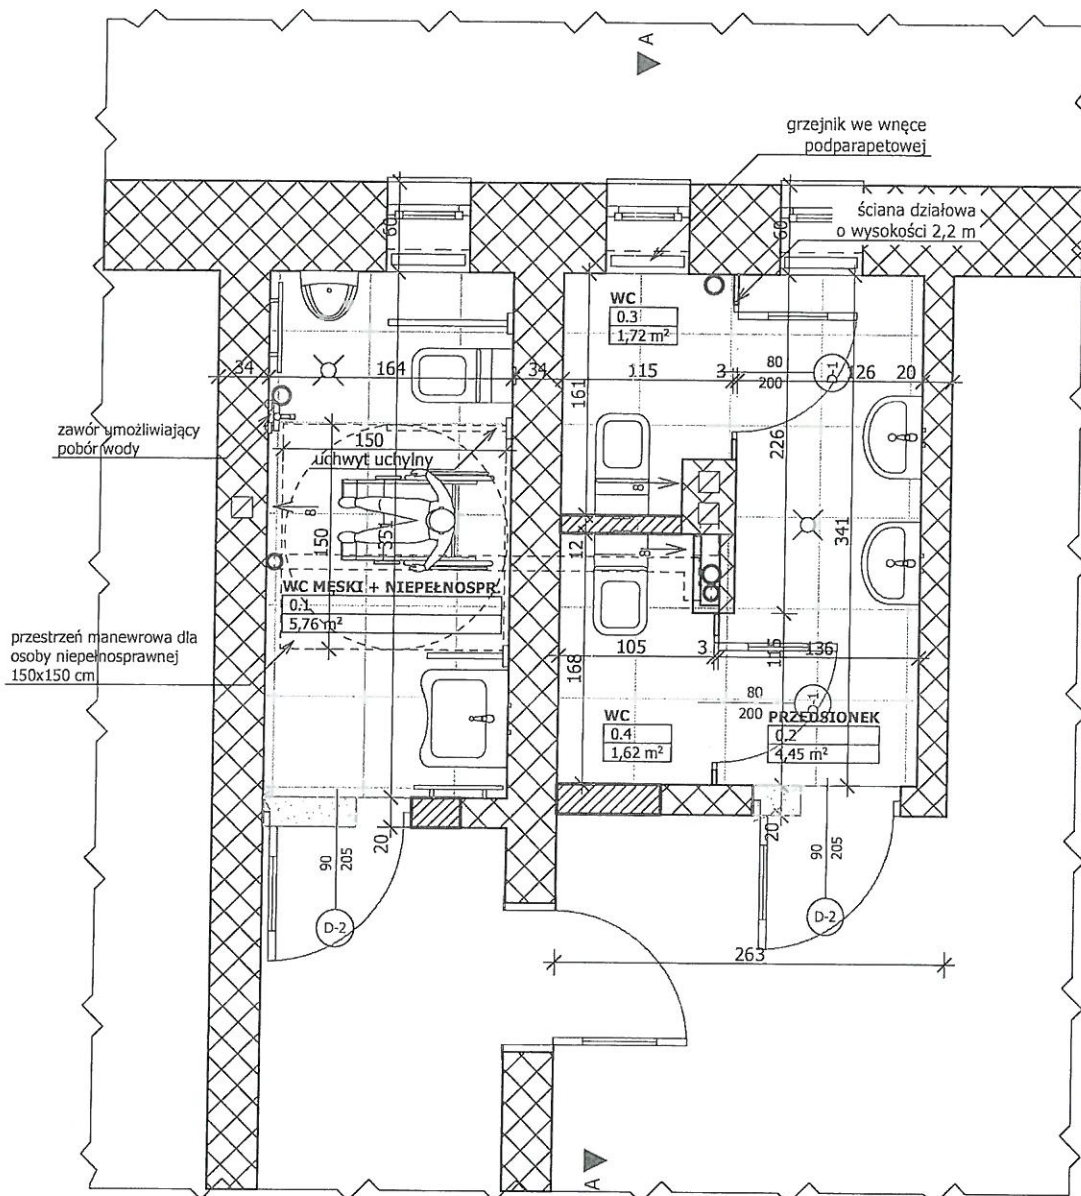 A
grzejnik we wnęce
podparapetowej
ściana działowa
o wysokości 2,2 m
60
60
WC
0.3
1,72 m²
34
164
34
115
3
80
200
D-1
126
20
161
226
zawór umożliwiający
pobór wody
150
uchwyt uchylny
8
8
150
351
12
8
341
WC MĘSKI + NIEPEŁNOSPR.
0.1
5,76 m²
przestrzeń manewrowa dla
osoby niepełnosprawnej
150x150 cm
105
3
115
136
168
80
200
D-1
WC
0.4
1,62 m²
PRZEDSIONEK
0.2
4,45 m²
20
90
205
D-2
20
90
205
D-2
263
A